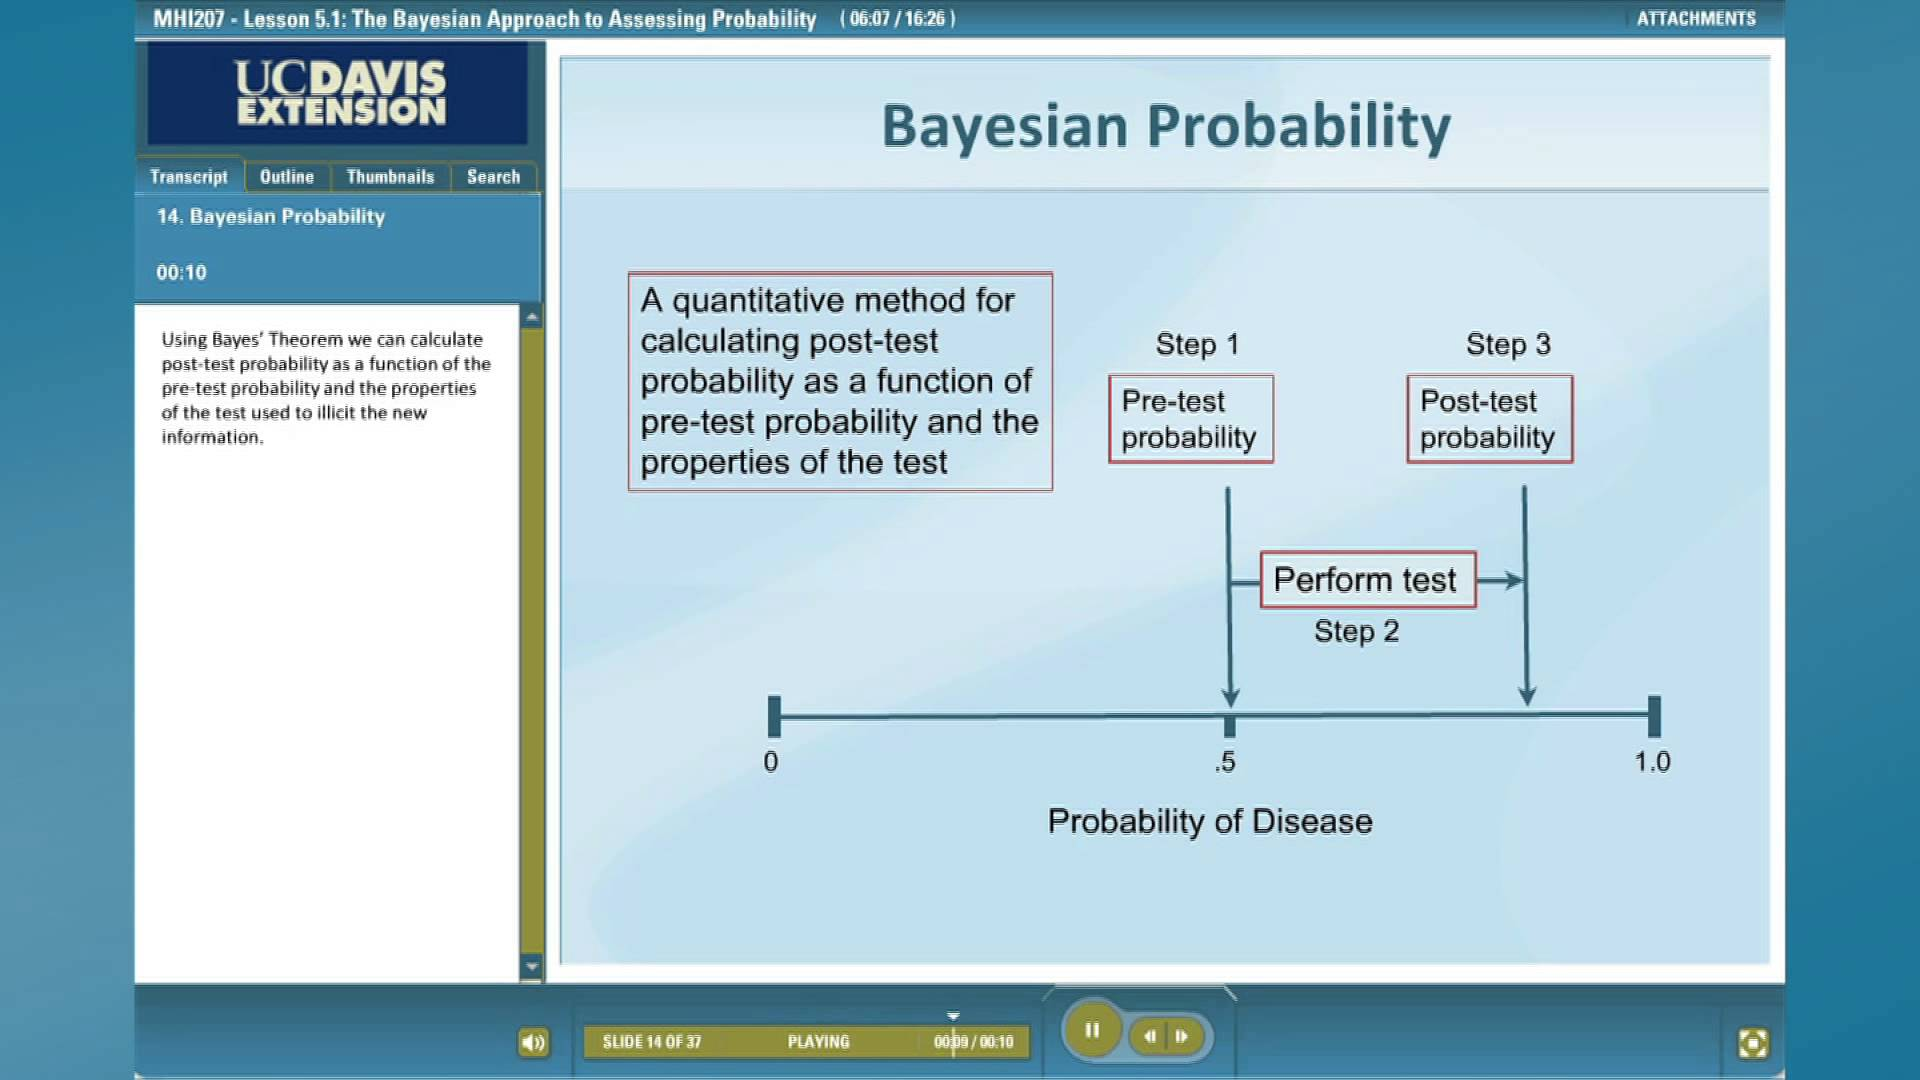 MHI207 - Lesson 5.1: The Bayesian Approach to Assessing Probability (06:07 / 16:26)
ATTACHMENTS
UCDAVIS
EXTENSION
Transcript Outline Thumbnails Search
14. Bayesian Probability
00:10
Using Bayes' Theorem we can calculate
post-test probability as a function of the
pre-test probability and the properties
of the test used to illicit the new
information.
Bayesian Probability
A quantitative method for
calculating post-test
probability as a function of
pre-test probability and the
properties of the test
Step 1
Pre-test
probability
Step 3
Post-test
probability
Perform test
Step 2
0 .5 1.0
Probability of Disease
SLIDE 14 OF 37 PLAYING 00:09 / 00:10